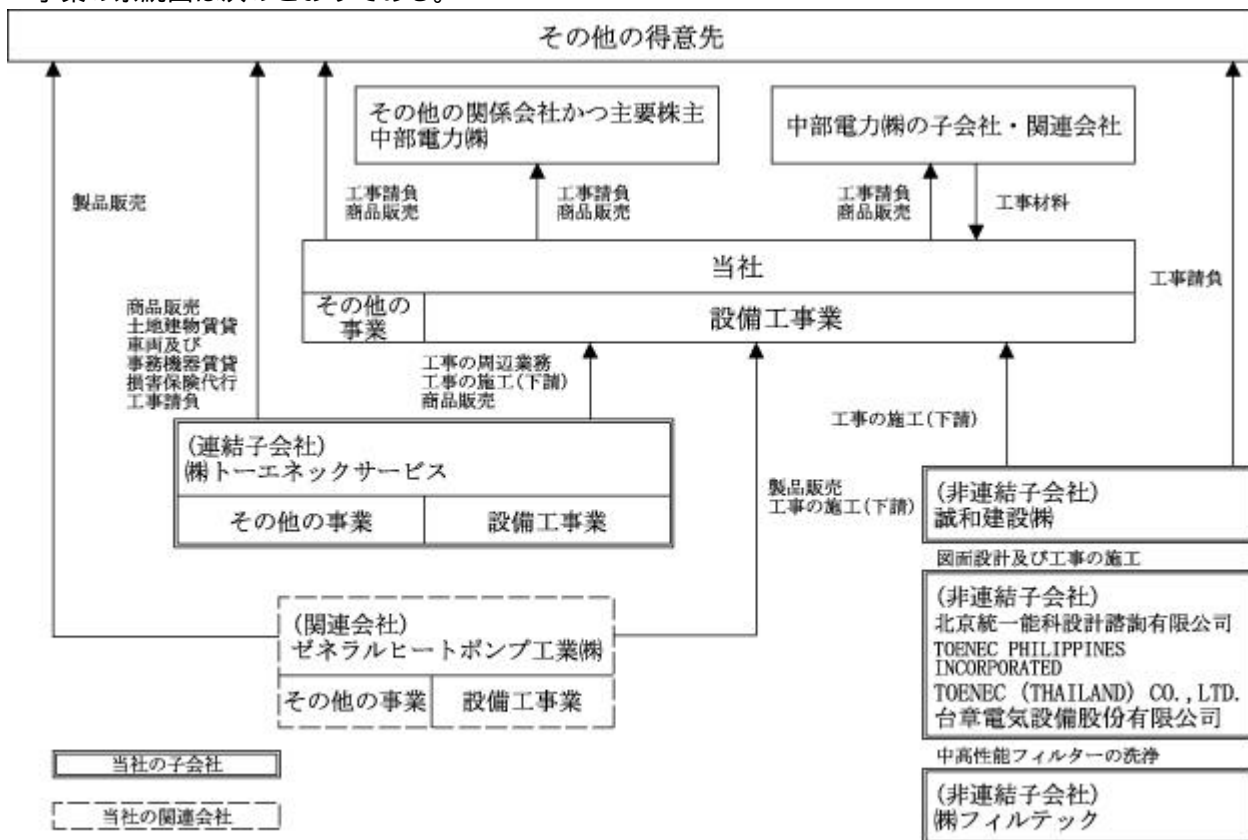 事業の系統図は次のとおりである。
その他の得意先
その他の関係会社かつ主要株主
中部電力㈱
中部電力㈱の子会社・関連会社
製品販売
工事請負
商品販売
工事請負
商品販売
工事請負
商品販売
工事材料
当社
その他の
事業
設備工事業
工事請負
商品販売
土地建物賃貸
車両及び
事務機器賃貸
損害保険代行
工事請負
工事の周辺業務
工事の施工(下請)
商品販売
工事の施工(下請)
(連結子会社)
㈱トーエネックサービス
その他の事業
設備工事業
製品販売
工事の施工(下請)
(非連結子会社)
誠和建設㈱
図面設計及び工事の施工
(非連結子会社)
北京統一能科設計諮詢有限公司
TOENEC PHILIPPINES
INCORPORATED
TOENEC (THAILAND) CO.,LTD.
台章電気設備股份有限公司
(関連会社)
ゼネラルヒートポンプ工業㈱
その他の事業
設備工事業
中高性能フィルターの洗浄
(非連結子会社)
㈱フィルテック
当社の子会社
当社の関連会社